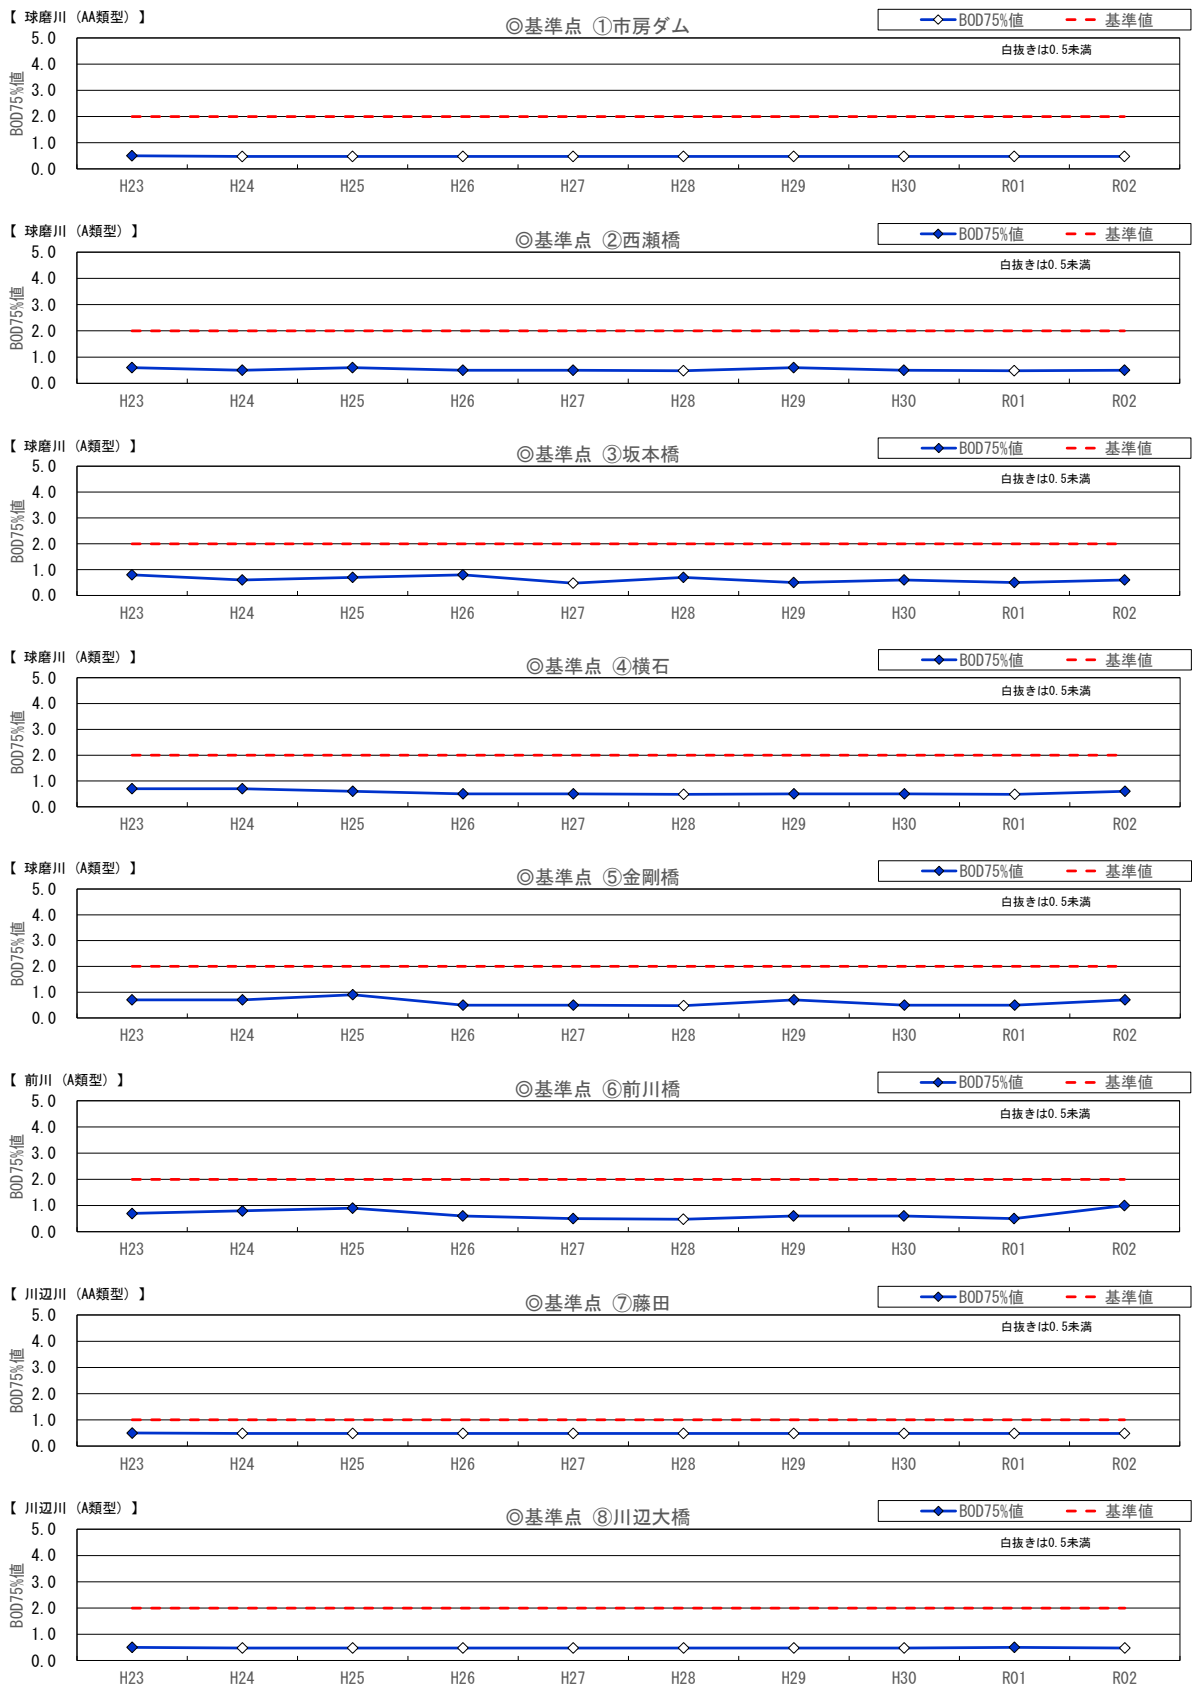 【 球磨川 (AA類型) 】
◎基準点 ①市房ダム
BOD75%値 基準値
白抜きは0.5未満
BOD75%値
5.0
4.0
3.0
2.0
1.0
0.0
H23 H24 H25 H26 H27 H28 H29 H30 R01 R02
【 球磨川 (A類型) 】
◎基準点 ②西瀬橋
BOD75%値 基準値
白抜きは0.5未満
BOD75%値
5.0
4.0
3.0
2.0
1.0
0.0
H23 H24 H25 H26 H27 H28 H29 H30 R01 R02
【 球磨川 (A類型) 】
◎基準点 ③坂本橋
BOD75%値 基準値
白抜きは0.5未満
BOD75%値
5.0
4.0
3.0
2.0
1.0
0.0
H23 H24 H25 H26 H27 H28 H29 H30 R01 R02
【 球磨川 (A類型) 】
◎基準点 ④横石
BOD75%値 基準値
白抜きは0.5未満
BOD75%値
5.0
4.0
3.0
2.0
1.0
0.0
H23 H24 H25 H26 H27 H28 H29 H30 R01 R02
【 球磨川 (A類型) 】
◎基準点 ⑤金剛橋
BOD75%値 基準値
白抜きは0.5未満
BOD75%値
5.0
4.0
3.0
2.0
1.0
0.0
H23 H24 H25 H26 H27 H28 H29 H30 R01 R02
【 前川 (A類型) 】
◎基準点 ⑥前川橋
BOD75%値 基準値
白抜きは0.5未満
BOD75%値
5.0
4.0
3.0
2.0
1.0
0.0
H23 H24 H25 H26 H27 H28 H29 H30 R01 R02
【 川辺川 (AA類型) 】
◎基準点 ⑦藤田
BOD75%値 基準値
白抜きは0.5未満
BOD75%値
5.0
4.0
3.0
2.0
1.0
0.0
H23 H24 H25 H26 H27 H28 H29 H30 R01 R02
【 川辺川 (A類型) 】
◎基準点 ⑧川辺大橋
BOD75%値 基準値
白抜きは0.5未満
BOD75%値
5.0
4.0
3.0
2.0
1.0
0.0
H23 H24 H25 H26 H27 H28 H29 H30 R01 R02